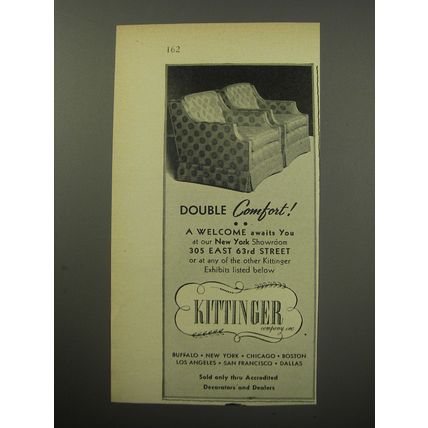 162
DOUBLE Comfort!
A WELCOME awaits You
at our New York Showroom
305 EAST 63rd STREET
or at any of the other Kittinger
Exhibits listed below
KITTINGER
company, inc.
BUFFALO • NEW YORK • CHICAGO • BOSTON
LOS ANGELES • SAN FRANCISCO • DALLAS
Sold only thru Accredited
Decorators and Dealers